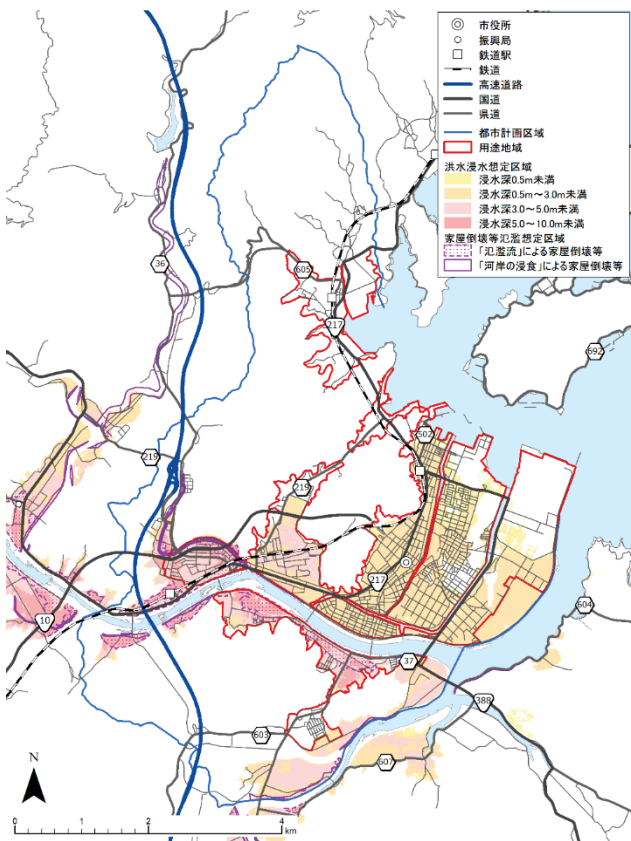 市役所
振興局
鉄道駅
鉄道
高速道路
国道
県道
都市計画区域
用途地域
洪水浸水想定区域
浸水深0.5m未満
浸水深0.5m～3.0m未満
浸水深3.0～5.0m未満
浸水深5.0～10.0m未満
家屋倒壊等氾濫想定区域
「氾濫流」による家屋倒壊等
「河岸の浸食」による家屋倒壊等
36
605
217
692
502
219
219
217
604
10
37
388
603
607
N
0 2 4
km